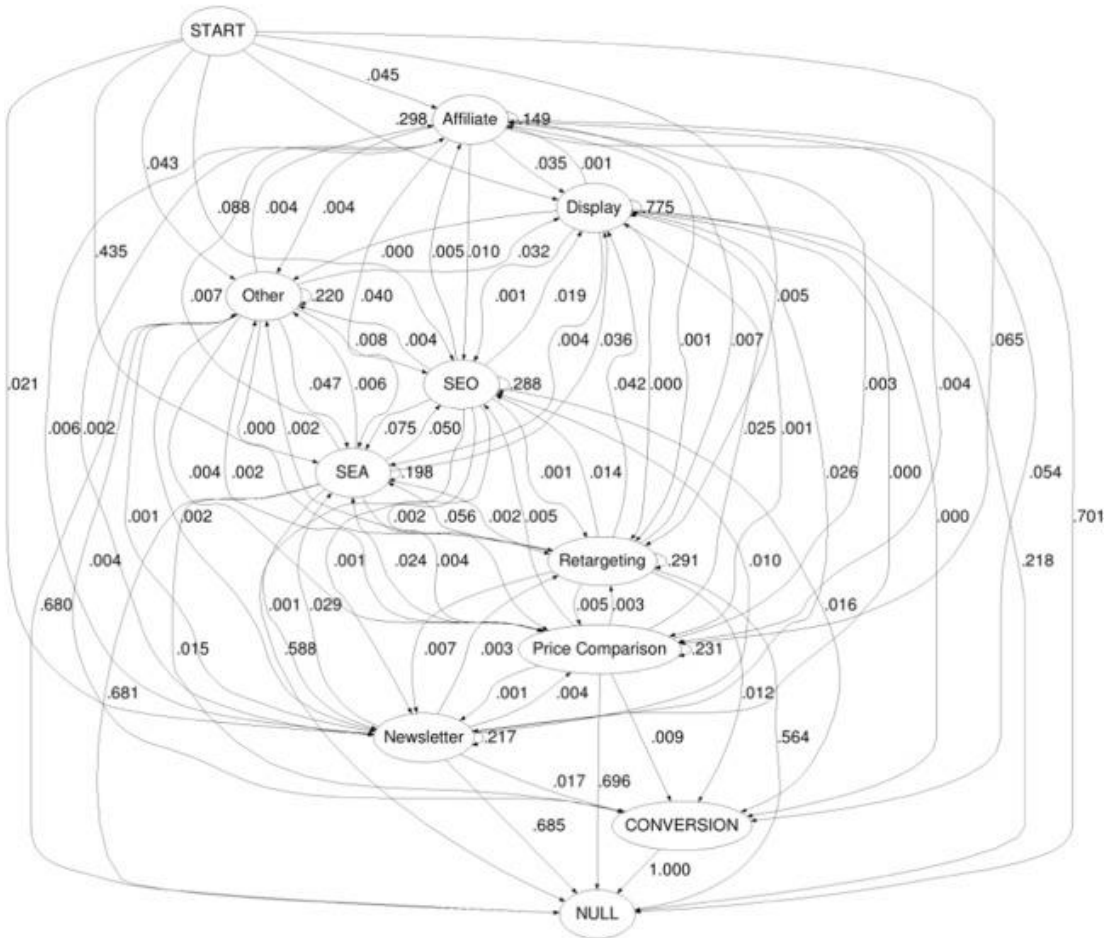 START
.045
.298 Affiliate .149
.043 .035 .001
.088 .004 .004 Display .775
.435 .000 .005 .010 .032
.007 Other .220 .040 .001 .019 .005
.008 .004 .004 .036 .001 .007 .065
.021 .047 .006 SEO .288 .042 .000 .003 .004
.006 .002 .000 .002 .075 .050 .025 .001
SEA .198 .001 .014 .026 .000 .054
.004 .002 .002 .056 .002 .005 .000 .701
.001 .002 Retargeting .291 .010 .218
.004 .001 .024 .004 .016
.680 .001 .029 .005 .003
.015 .588 .007 .003 Price Comparison .231
.681 .001 .004 .012
Newsletter .217 .009 .564
.017 .696
.685 CONVERSION
1.000
NULL